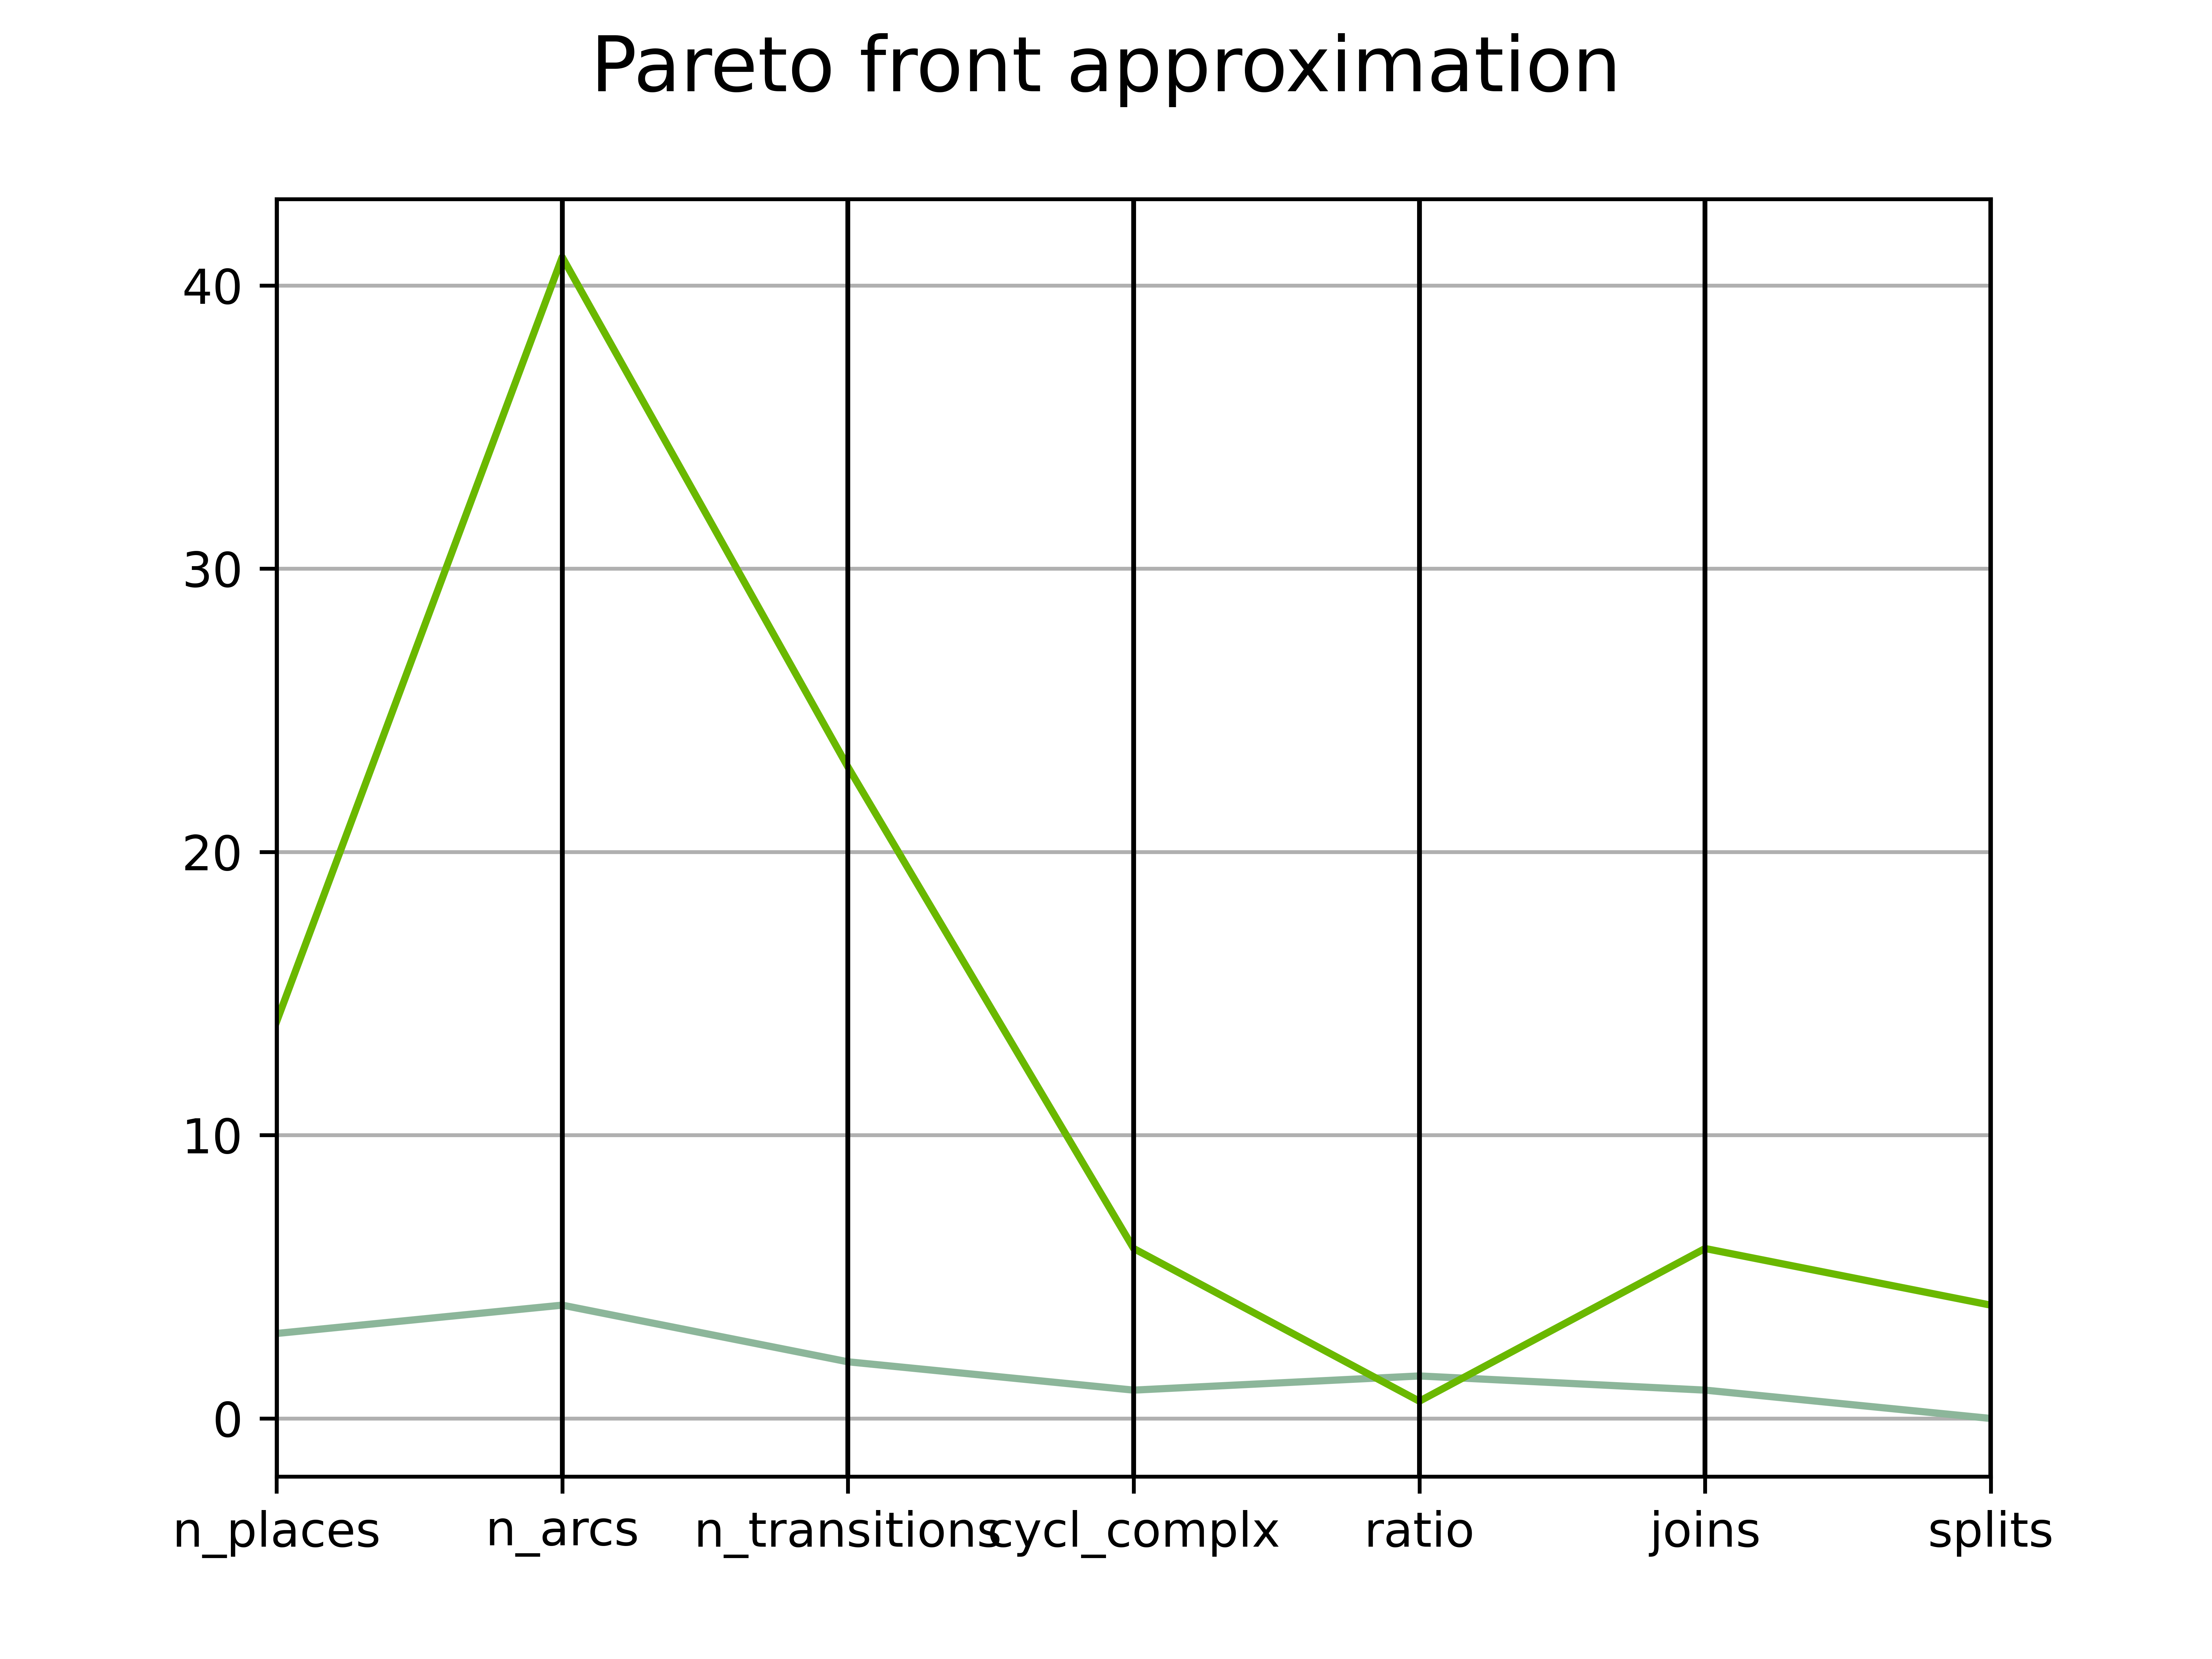 Pareto front approximation
40
30
20
10
0
n_places n_arcs n_transitions cycl_complx ratio joins splits